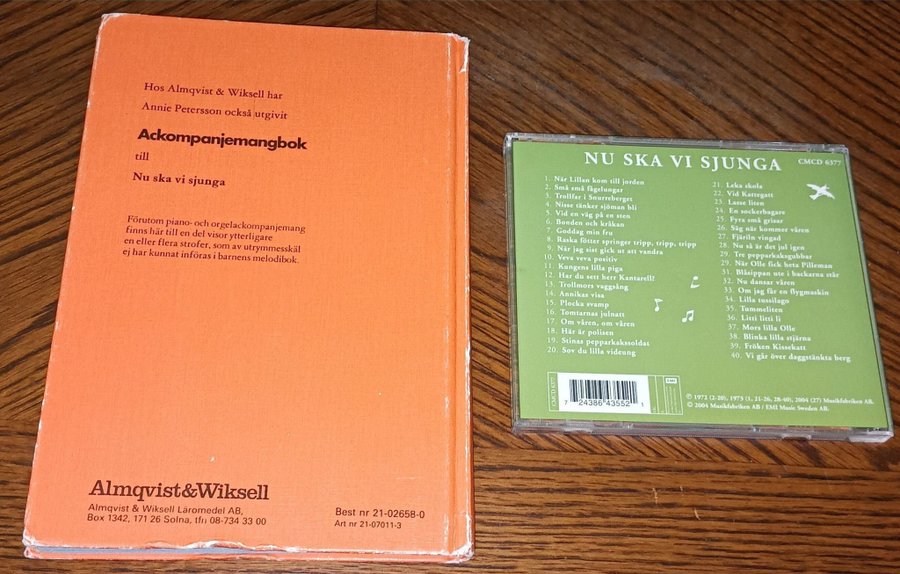 Hos Almqvist & Wiksell har
Annie Petersson också utgivit
Ackompanjemangbok
till
Nu ska vi sjunga
Förutom piano- och orgelackompanjemang
finns här till en del visor ytterligare
en eller flera strofer, som av utrymmesskäl
ej har kunnat införas i barnens melodibok.
Almqvist&Wiksell
Almqvist & Wiksell Läromedel AB,
Box 1342, 171 26 Solna, tfn 08-734 33 00
Best nr 21-02658-0
Art nr 21-07011-3
NU SKA VI SJUNGA
CMCD 6377
1. När Lillan kom till jorden
2. Små små fågelungar
3. Trollfar i Snurreberget
4. Nisse tänker sjöman bli
5. Vid en väg på en sten
6. Bonden och kråkan
7. Goddag min fru
8. Raska fötter springer tripp, tripp, tripp
9. När jag sist gick ut att vandra
10. Veva veva positiv
11. Kungens lilla piga
12. Har du sett herr Kantarell?
13. Trollmors vaggsång
14. Annikas visa
15. Plocka svamp
16. Tomtarnas julnatt
17. Om våren, om våren
18. Här är polisen
19. Stinas pepparkakssoldat
20. Sov du lilla videung
21. Leka skola
22. Vid Kattegatt
23. Lasse liten
24. En sockerbagare
25. Fyra små grisar
26. Säg när kommer våren
27. Fjäriln vingad
28. Nu så är det jul igen
29. Tre pepparkaksgubbar
29. När Olle fick heta Pilleman
31. Blåsippan ute i backarna står
32. Nu dansar våren
33. Om jag får en flygmaskin
34. Lilla tussilago
35. Tummeliten
36. Litti litti li
37. Mors lilla Olle
38. Blinka lilla stjärna
39. Fröken Kissekatt
40. Vi går över daggstänkta berg
CMCD 6377
7 24386 43552 1
EMI
℗ 1972 (2-20), 1973 (1, 21-26, 28-40), 2004 (27) Musikfabriken AB.
© 2004 Musikfabriken AB / EMI Music Sweden AB.